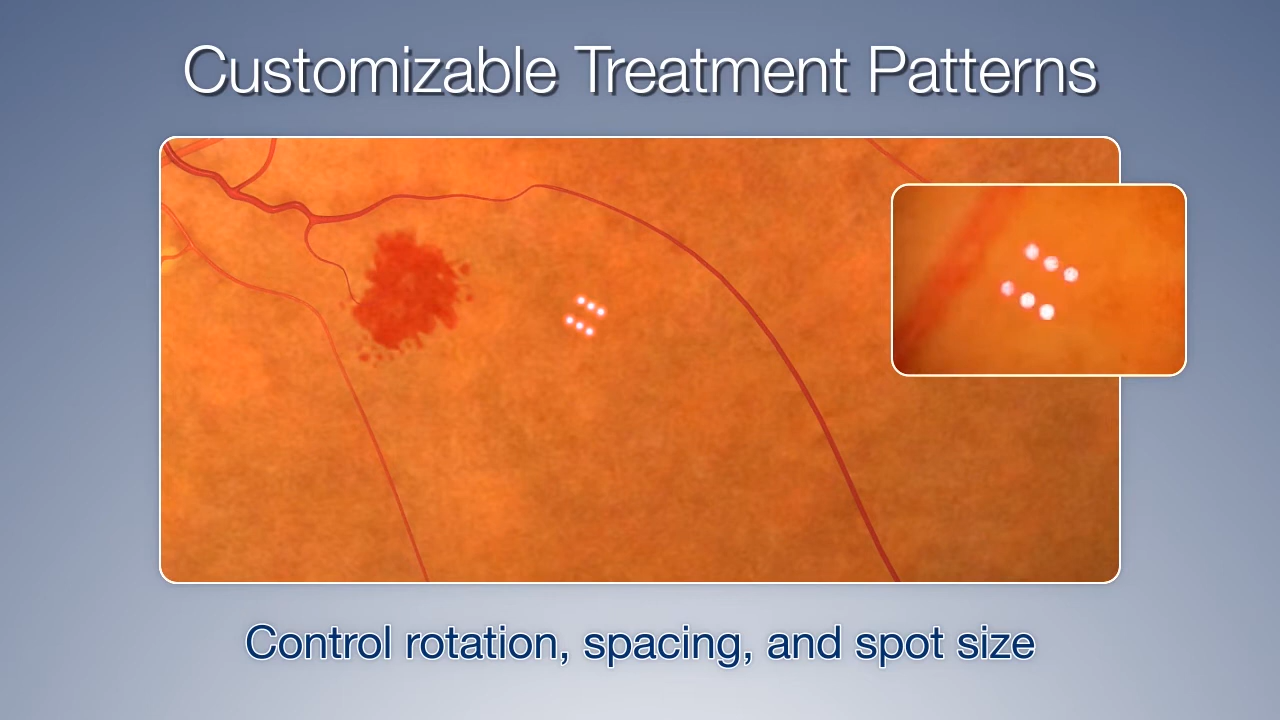 Customizable Treatment Patterns
Control rotation, spacing, and spot size